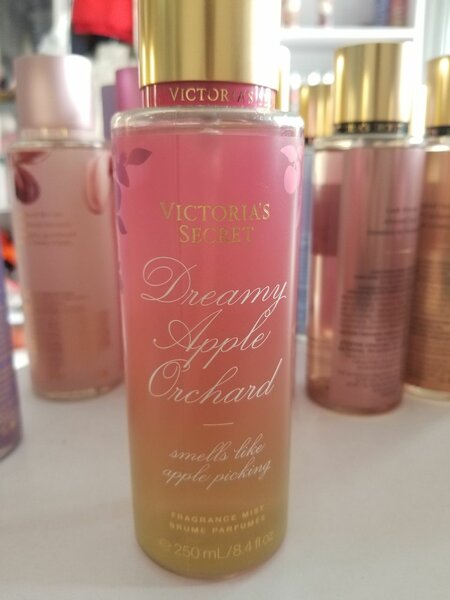 VICTORIA'S
VICTORIA'S
SECRET
Dreamy
Apple
Orchard
smells like
apple picking
FRAGRANCE MIST
BRUME PARFUMÉE
℮ 250 mL/8.4 fl oz